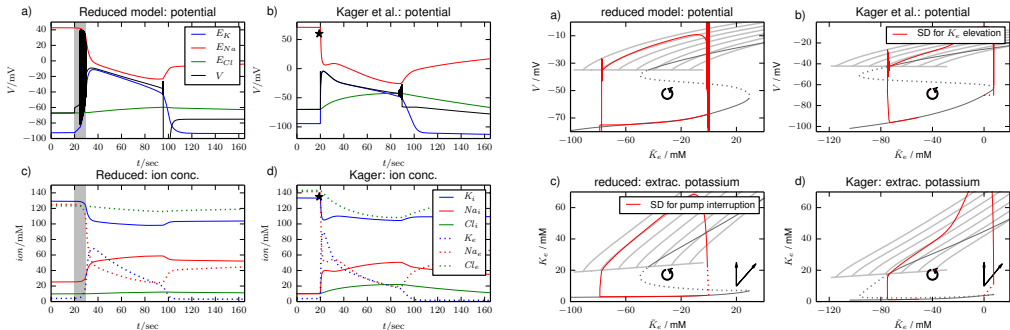 a) Reduced model: potential
E_K
E_Na
E_Cl
V
V/mV
40
20
0
−20
−40
−60
−80
−100
0 20 40 60 80 100 120 140 160
t/sec
b) Kager et al.: potential
V/mV
50
0
−50
−100
0 20 40 60 80 100 120 140 160
t/sec
c) Reduced: ion conc.
ion/mM
140
120
100
80
60
40
20
0
0 20 40 60 80 100 120 140 160
t/sec
d) Kager: ion conc.
K_i
Na_i
Cl_i
K_e
Na_e
Cl_e
ion/mM
140
120
100
80
60
40
20
0
0 20 40 60 80 100 120 140 160
t/sec
a) reduced model: potential
V / mV
0
−20
−40
−60
−100 −80 −60 −40 −20 0 20
K̃_e / mM
b) Kager et al.: potential
SD for K_e elevation
V / mV
0
−50
−100
−120 −80 −40 0
K̃_e / mM
c) reduced: extrac. potassium
SD for pump interruption
K_e / mM
60
40
20
0
−100 −80 −60 −40 −20 0 20
K̃_e / mM
d) Kager: extrac. potassium
K_e / mM
60
40
20
0
−120 −80 −40 0
K̃_e / mM